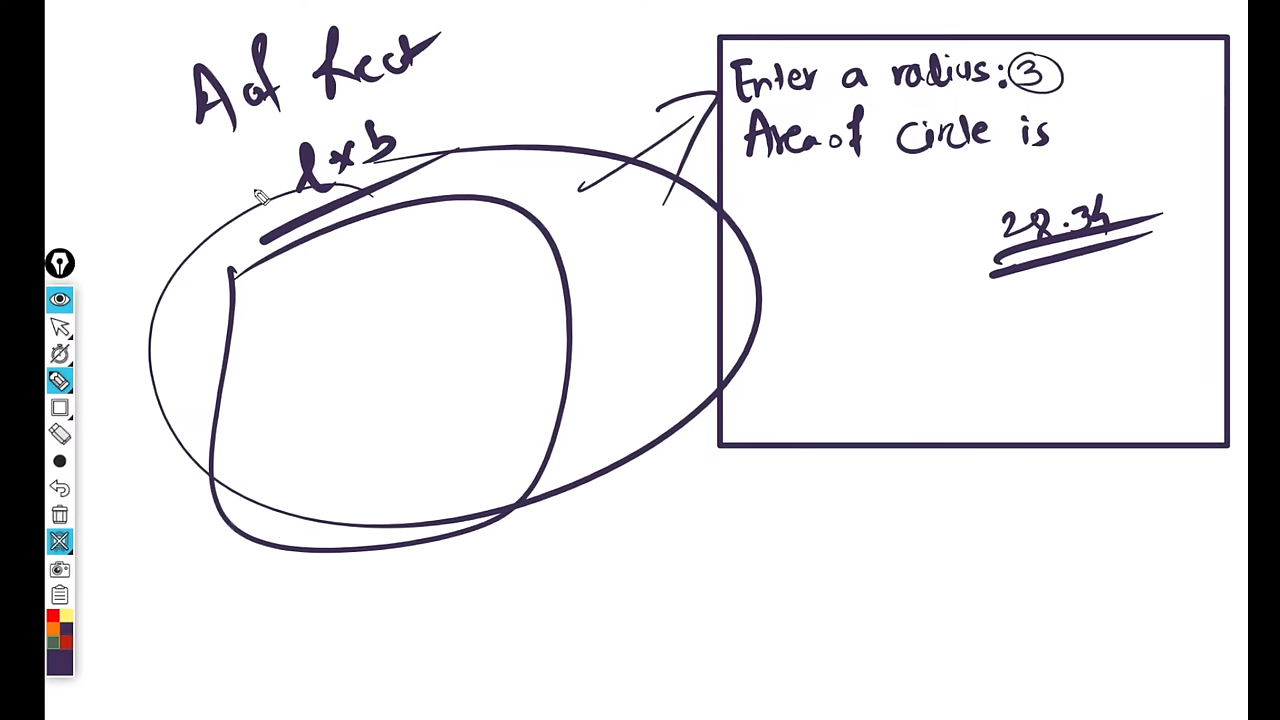 A of Rect
l × b
Enter a radius: 3
Area of circle is
28.34